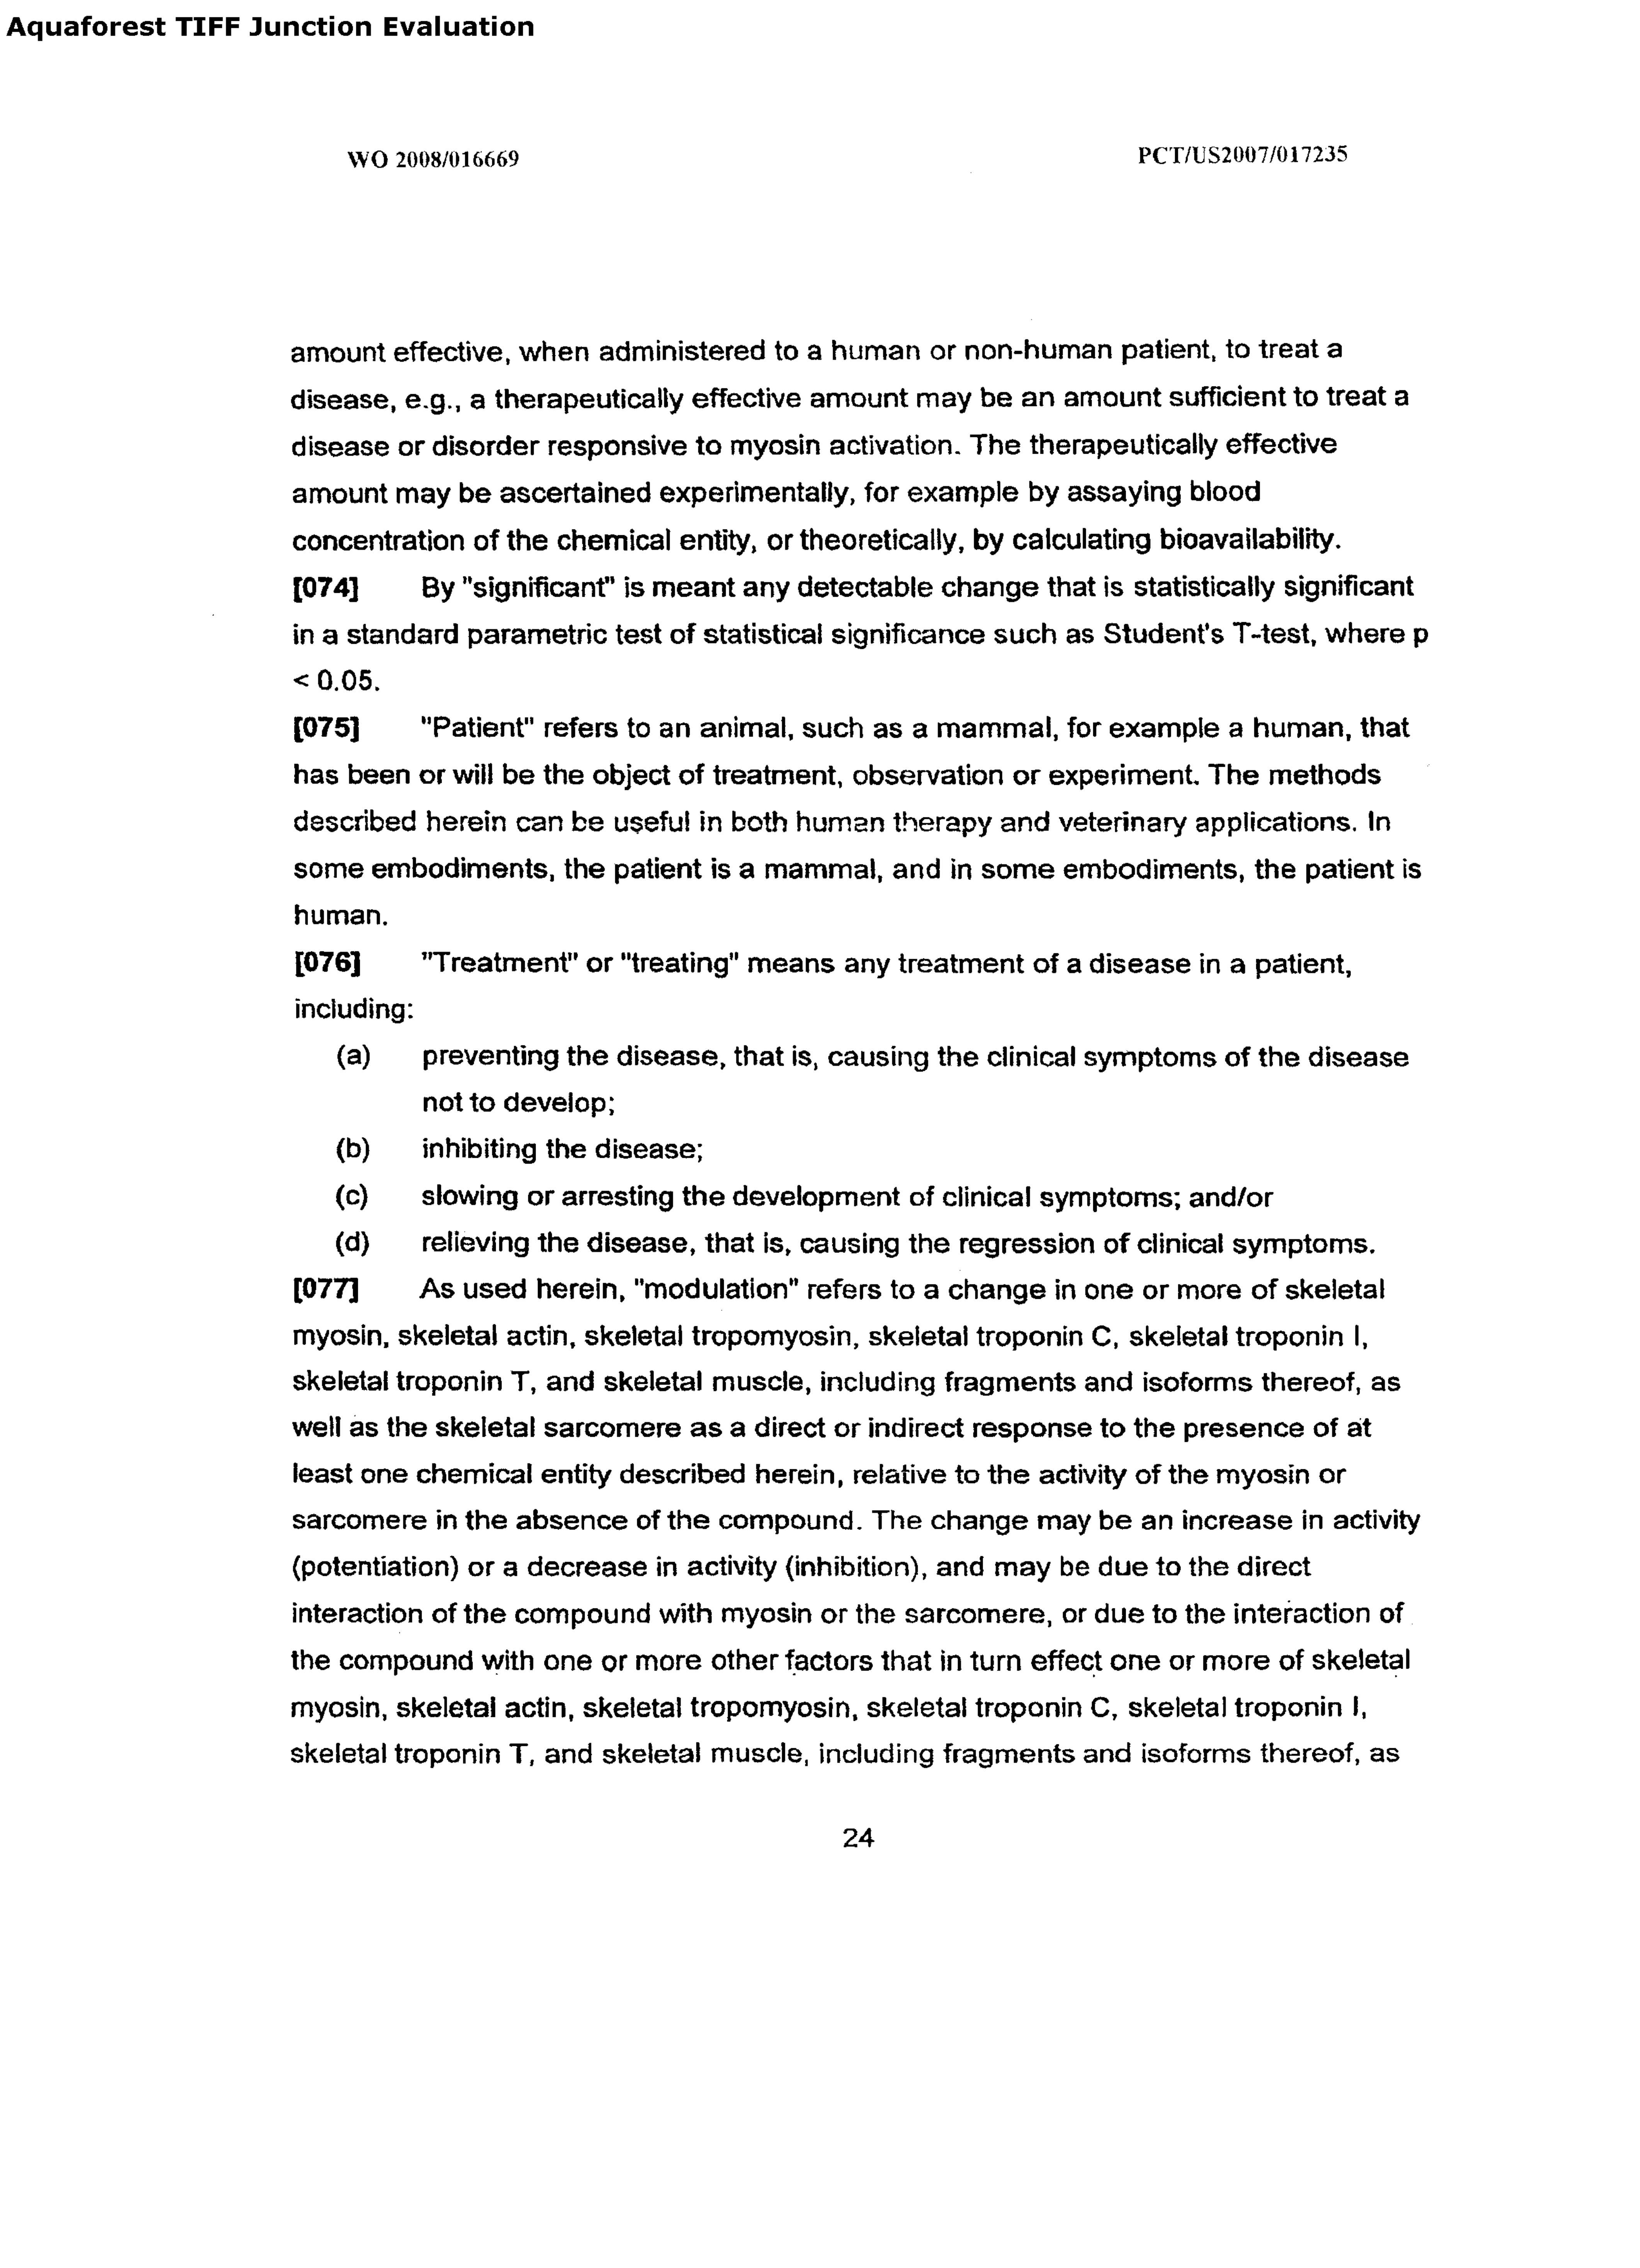 Aquaforest TIFF Junction Evaluation
WO 2008/016669 PCT/US2007/017235
amount effective, when administered to a human or non-human patient, to treat a
disease, e.g., a therapeutically effective amount may be an amount sufficient to treat a
disease or disorder responsive to myosin activation. The therapeutically effective
amount may be ascertained experimentally, for example by assaying blood
concentration of the chemical entity, or theoretically, by calculating bioavailability.
[074] By "significant" is meant any detectable change that is statistically significant
in a standard parametric test of statistical significance such as Student's T-test, where p
< 0.05.
[075] "Patient" refers to an animal, such as a mammal, for example a human, that
has been or will be the object of treatment, observation or experiment. The methods
described herein can be useful in both human therapy and veterinary applications. In
some embodiments, the patient is a mammal, and in some embodiments, the patient is
human.
[076] "Treatment" or "treating" means any treatment of a disease in a patient,
including:
(a) preventing the disease, that is, causing the clinical symptoms of the disease
not to develop;
(b) inhibiting the disease;
(c) slowing or arresting the development of clinical symptoms; and/or
(d) relieving the disease, that is, causing the regression of clinical symptoms.
[077] As used herein, "modulation" refers to a change in one or more of skeletal
myosin, skeletal actin, skeletal tropomyosin, skeletal troponin C, skeletal troponin I,
skeletal troponin T, and skeletal muscle, including fragments and isoforms thereof, as
well as the skeletal sarcomere as a direct or indirect response to the presence of at
least one chemical entity described herein, relative to the activity of the myosin or
sarcomere in the absence of the compound. The change may be an increase in activity
(potentiation) or a decrease in activity (inhibition), and may be due to the direct
interaction of the compound with myosin or the sarcomere, or due to the interaction of
the compound with one or more other factors that in turn effect one or more of skeletal
myosin, skeletal actin, skeletal tropomyosin, skeletal troponin C, skeletal troponin I,
skeletal troponin T, and skeletal muscle, including fragments and isoforms thereof, as
24